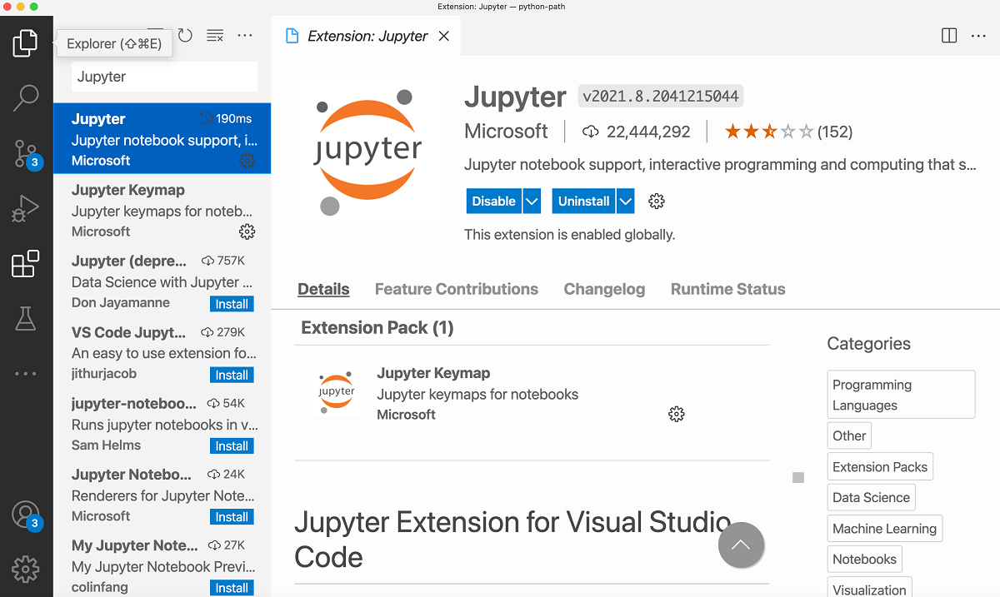 Extension: Jupyter — python-path
Explorer (⇧⌘E)
Jupyter
Jupyter 190ms
Jupyter notebook support, i...
Microsoft
Jupyter Keymap
Jupyter keymaps for noteb...
Microsoft
Jupyter (depre... 757K
Data Science with Jupyter ...
Don Jayamanne Install
VS Code Jupyt... 279K
An easy to use extension fo...
jithurjacob Install
jupyter-noteboo... 54K
Runs jupyter notebooks in v...
Sam Helms Install
Jupyter Notebo... 24K
Renderers for Jupyter Note...
Microsoft Install
My Jupyter Note... 27K
My Jupyter Notebook Previ...
colinfang Install
3
3
Extension: Jupyter
jupyter
Jupyter v2021.8.2041215044
Microsoft 22,444,292 (152)
Jupyter notebook support, interactive programming and computing that s...
Disable Uninstall
This extension is enabled globally.
Details Feature Contributions Changelog Runtime Status
Extension Pack (1)
jupyter
Jupyter Keymap
Jupyter keymaps for notebooks
Microsoft
Jupyter Extension for Visual Studio
Code
Categories
Programming
Languages
Other
Extension Packs
Data Science
Machine Learning
Notebooks
Visualization